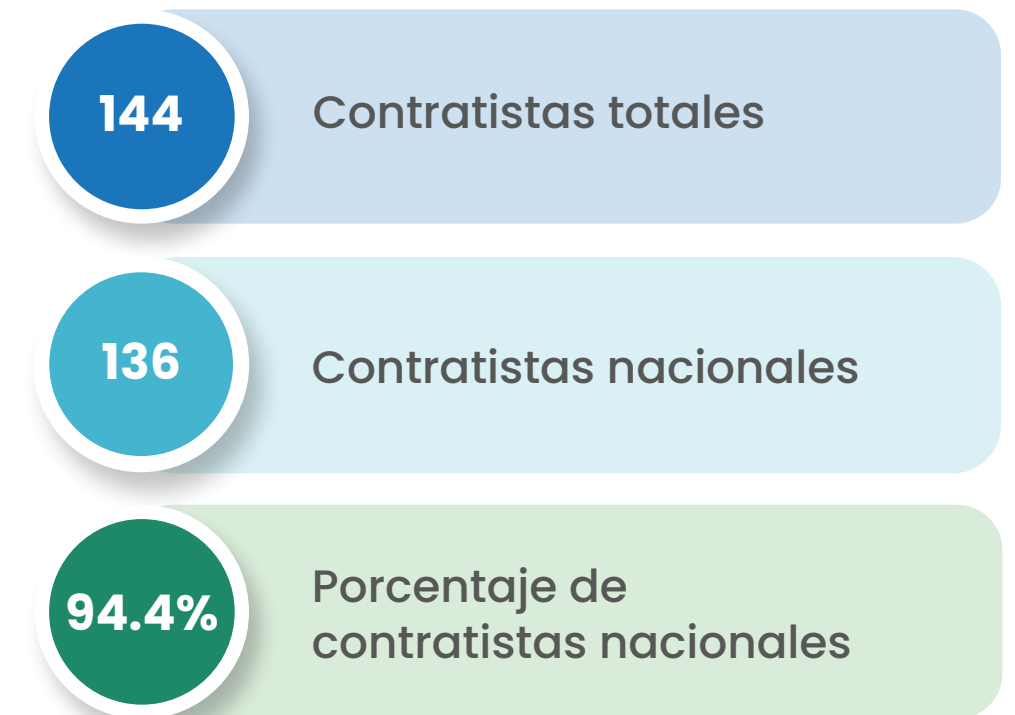 144
Contratistas totales
136
Contratistas nacionales
94.4%
Porcentaje de
contratistas nacionales